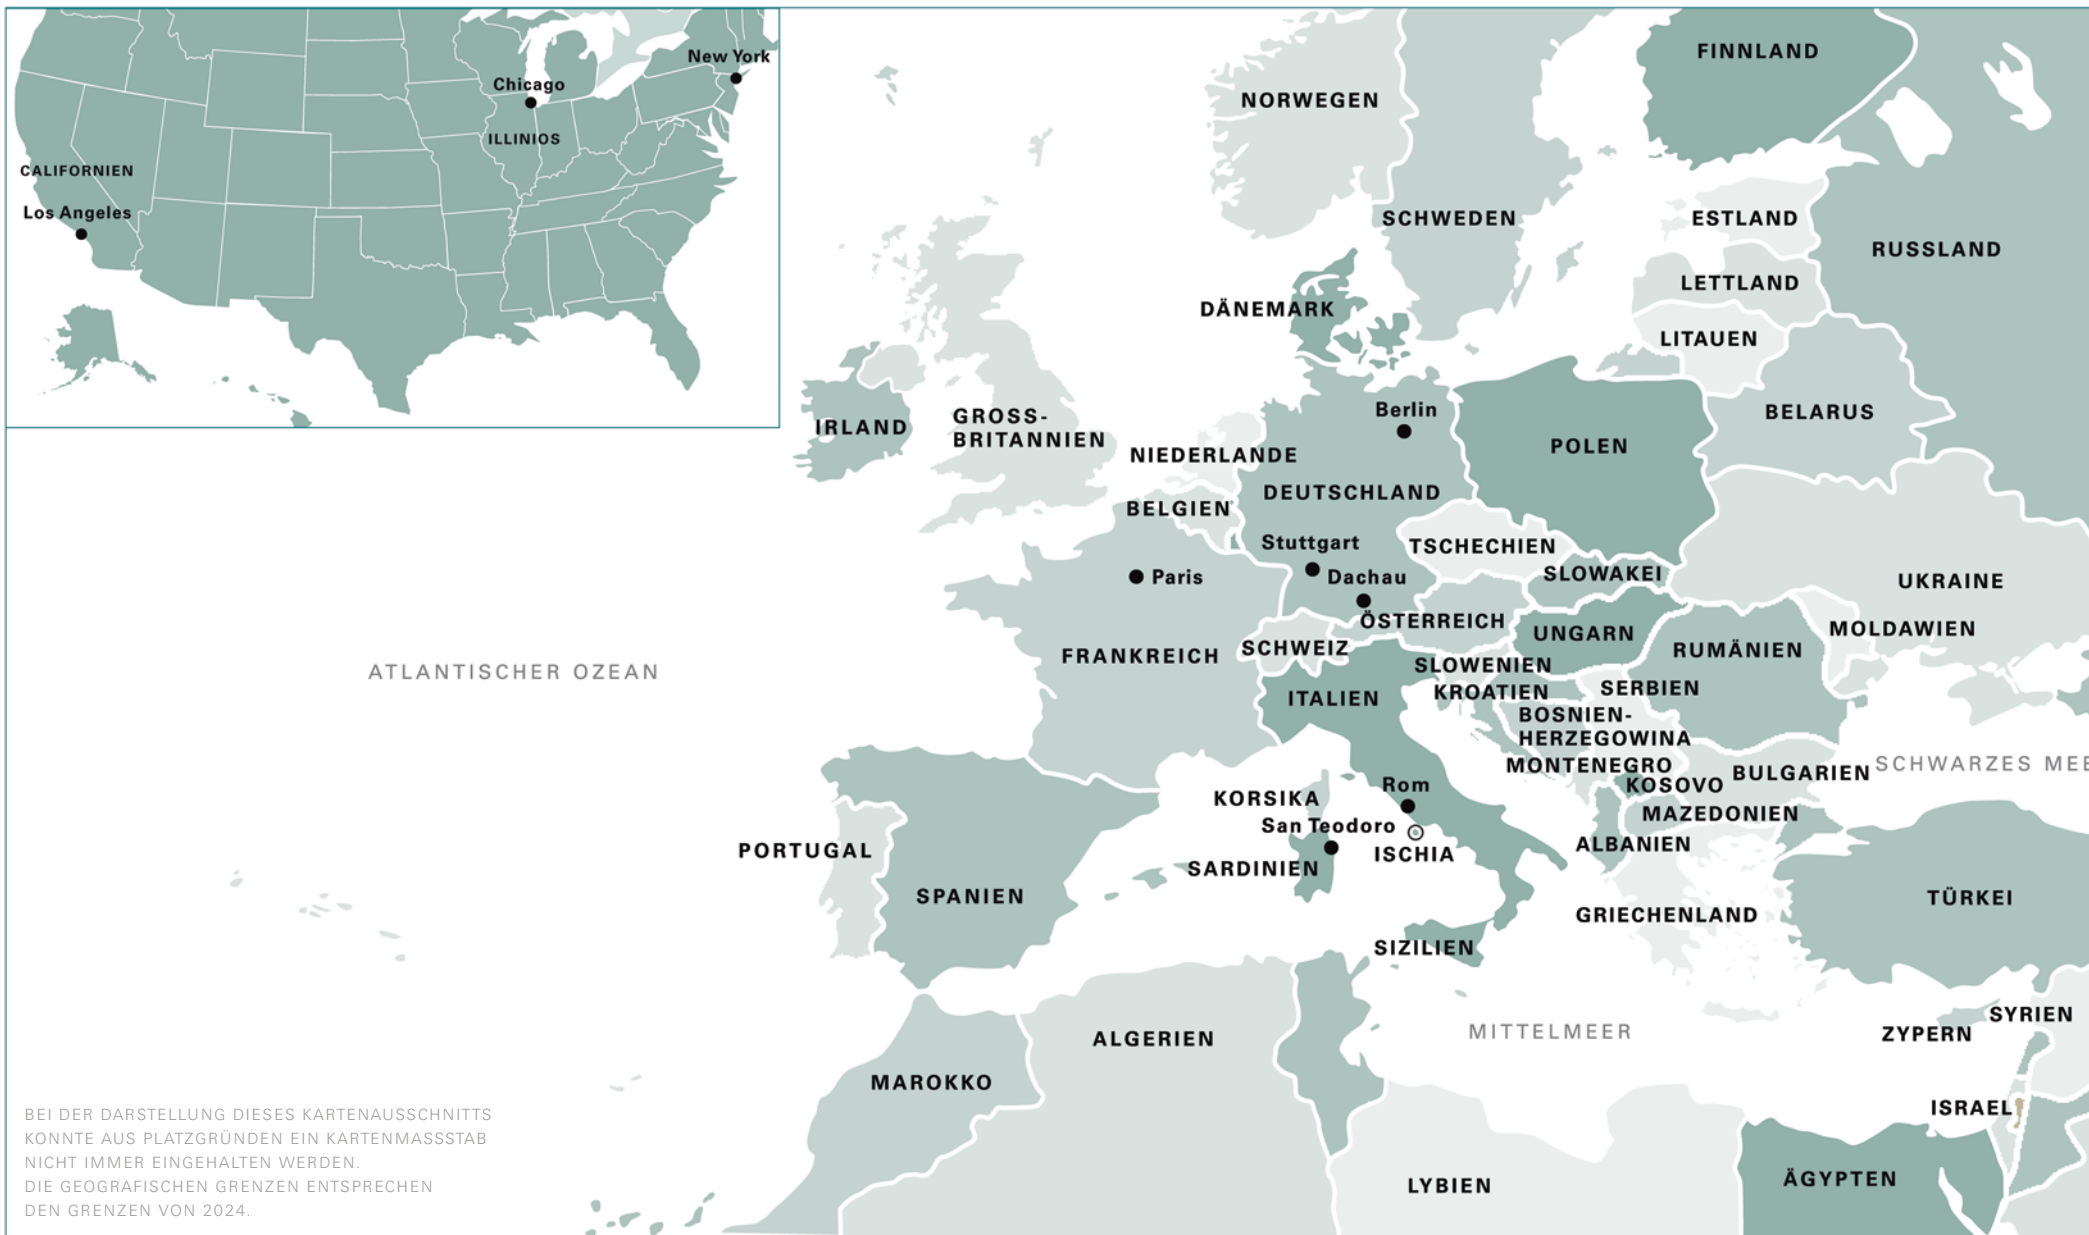 New York
Chicago
ILLINIOS
CALIFORNIEN
Los Angeles
FINNLAND
NORWEGEN
SCHWEDEN
ESTLAND
RUSSLAND
LETTLAND
DÄNEMARK
LITAUEN
BELARUS
IRLAND
GROSS-
BRITANNIEN
Berlin
POLEN
NIEDERLANDE
DEUTSCHLAND
BELGIEN
Stuttgart
TSCHECHIEN
Paris
Dachau
SLOWAKEI
UKRAINE
ÖSTERREICH
UNGARN
MOLDAWIEN
FRANKREICH
SCHWEIZ
RUMÄNIEN
SLOWENIEN
ATLANTISCHER OZEAN
ITALIEN
KROATIEN
SERBIEN
BOSNIEN-
HERZEGOWINA
MONTENEGRO
KOSOVO
BULGARIEN
SCHWARZES MEE
Rom
KORSIKA
MAZEDONIEN
San Teodoro
ISCHIA
ALBANIEN
PORTUGAL
SARDINIEN
SPANIEN
TÜRKEI
GRIECHENLAND
SIZILIEN
SYRIEN
MITTELMEER
ZYPERN
ALGERIEN
MAROKKO
ISRAEL
LYBIEN
ÄGYPTEN
BEI DER DARSTELLUNG DIESES KARTENAUSSCHNITTS
KONNTE AUS PLATZGRÜNDEN EIN KARTENMASSSTAB
NICHT IMMER EINGEHALTEN WERDEN.
DIE GEOGRAFISCHEN GRENZEN ENTSPRECHEN
DEN GRENZEN VON 2024.